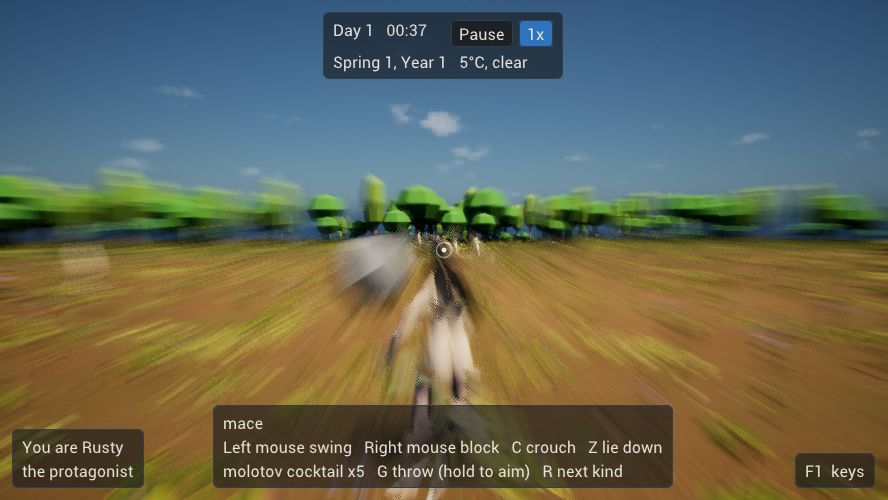 Day 1 00:37 Pause 1x
Spring 1, Year 1 5°C, clear
You are Rusty
the protagonist
mace
Left mouse swing Right mouse block C crouch Z lie down
molotov cocktail x5 G throw (hold to aim) R next kind
F1 keys